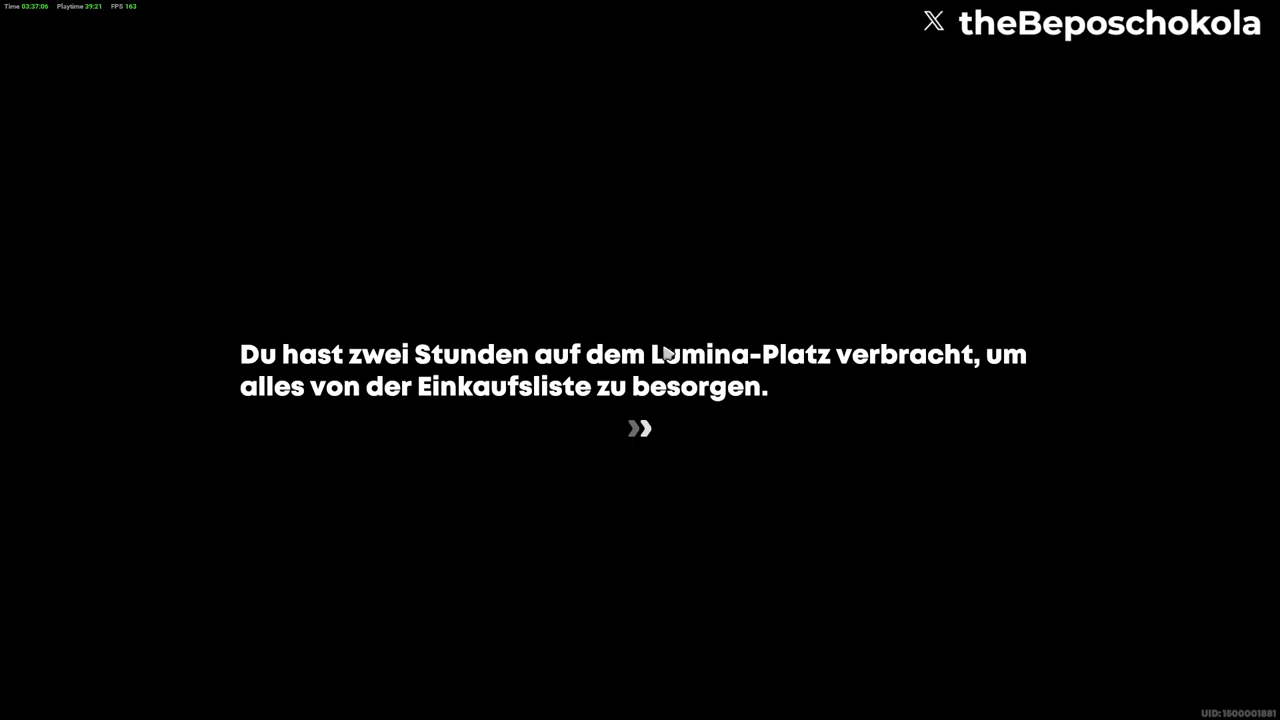 Time 03:37:06 Playtime 39:21 FPS 163
theBeposchokola
Du hast zwei Stunden auf dem Lumina-Platz verbracht, um
alles von der Einkaufsliste zu besorgen.
UID: 1500001881